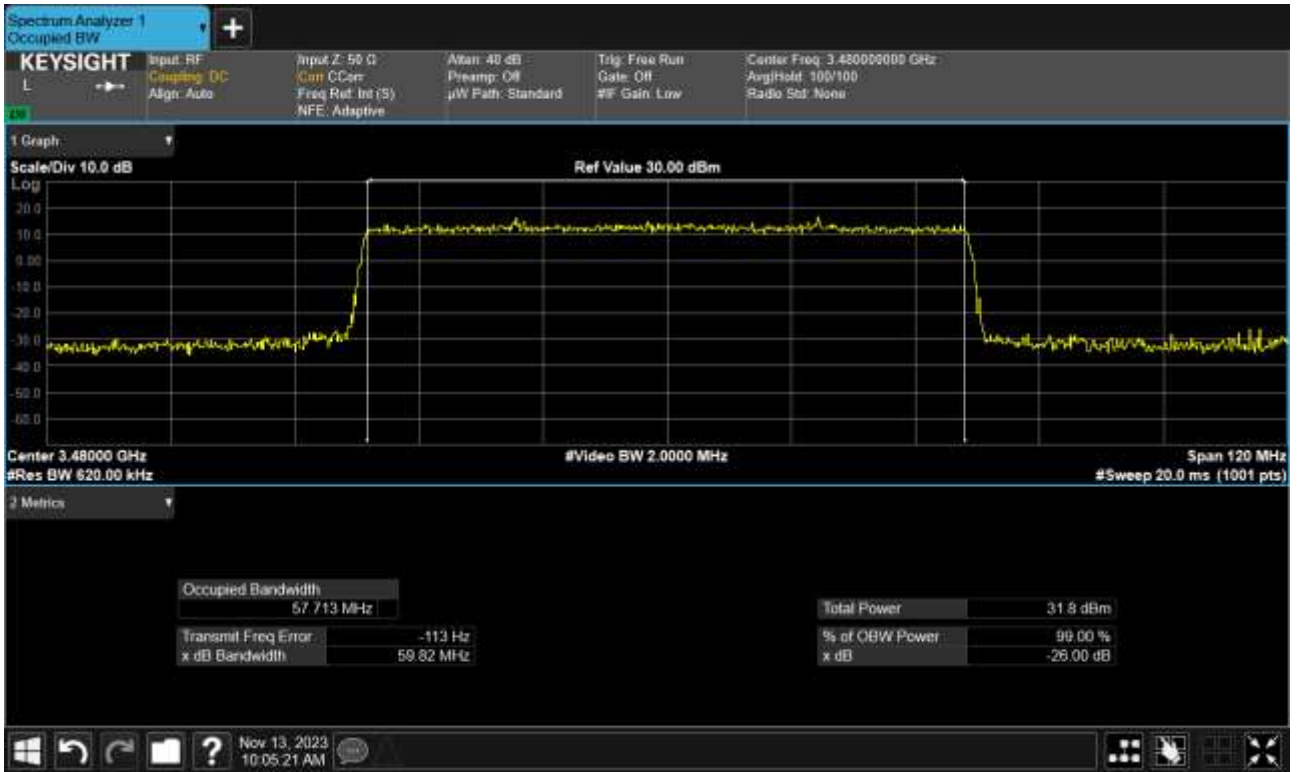 Spectrum Analyzer 1
Occupied BW
+
KEYSIGHT
L
Input: RF
Coupling: DC
Align: Auto
Input Z: 50 Ω
Corr CCorr
Freq Ref: Int (S)
NFE: Adaptive
Atten: 40 dB
Preamp: Off
µW Path: Standard
Trig: Free Run
Gate: Off
#IF Gain: Low
Center Freq: 3.480000000 GHz
Avg|Hold: 100/100
Radio Std: None
1 Graph
Scale/Div 10.0 dB
Ref Value 30.00 dBm
Log
20.0
10.0
0.00
-10.0
-20.0
-30.0
-40.0
-50.0
-60.0
Center 3.48000 GHz
#Video BW 2.0000 MHz
Span 120 MHz
#Res BW 620.00 kHz
#Sweep 20.0 ms (1001 pts)
2 Metrics
Occupied Bandwidth
57.713 MHz
Total Power 31.8 dBm
Transmit Freq Error -113 Hz
% of OBW Power 99.00 %
x dB Bandwidth 59.82 MHz
x dB -26.00 dB
?
Nov 13, 2023
10:05:21 AM